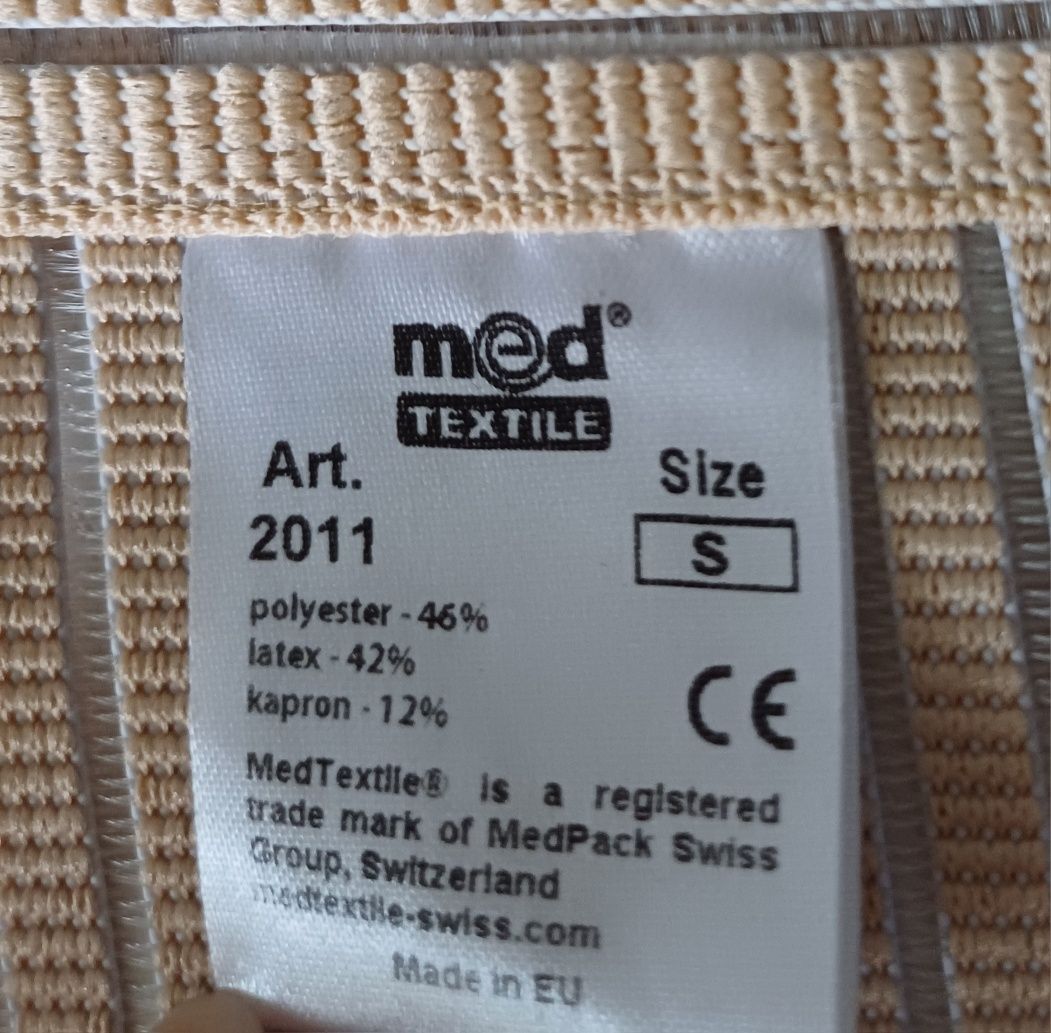 med®
TEXTILE
Art.
Size
2011
S
polyester - 46%
latex - 42%
kapron - 12%
CE
MedTextile® is a registered
trade mark of MedPack Swiss
Group, Switzerland
medtextile-swiss.com
Made in EU